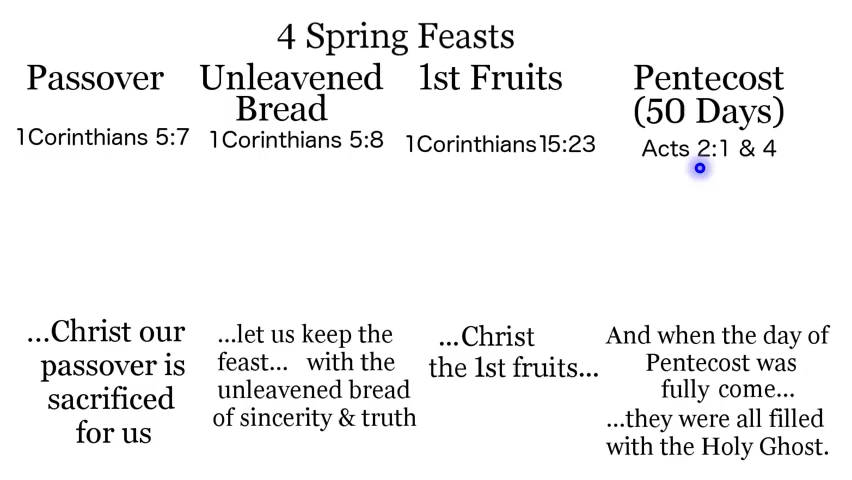 4 Spring Feasts
Passover
1Corinthians 5:7
Unleavened
Bread
1Corinthians 5:8
1st Fruits
1Corinthians15:23
Pentecost
(50 Days)
Acts 2:1 & 4
...Christ our
passover is
sacrificed
for us
...let us keep the
feast... with the
unleavened bread
of sincerity & truth
...Christ
the 1st fruits...
And when the day of
Pentecost was
fully come...
...they were all filled
with the Holy Ghost.